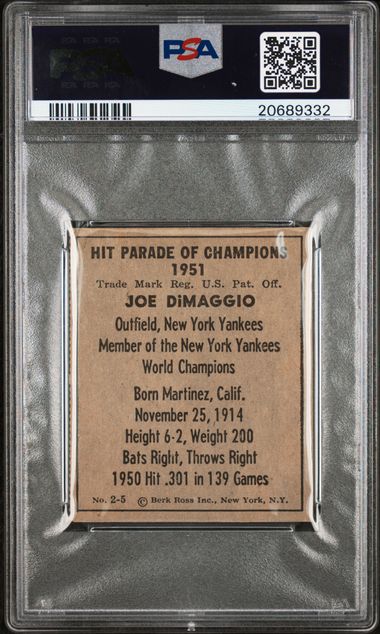 PSA
20689332
HIT PARADE OF CHAMPIONS
1951
Trade Mark Reg. U.S. Pat. Off.
JOE DiMAGGIO
Outfield, New York Yankees
Member of the New York Yankees
World Champions
Born Martinez, Calif.
November 25, 1914
Height 6-2, Weight 200
Bats Right, Throws Right
1950 Hit .301 in 139 Games
No. 2-5 © Berk Ross Inc., New York, N.Y.